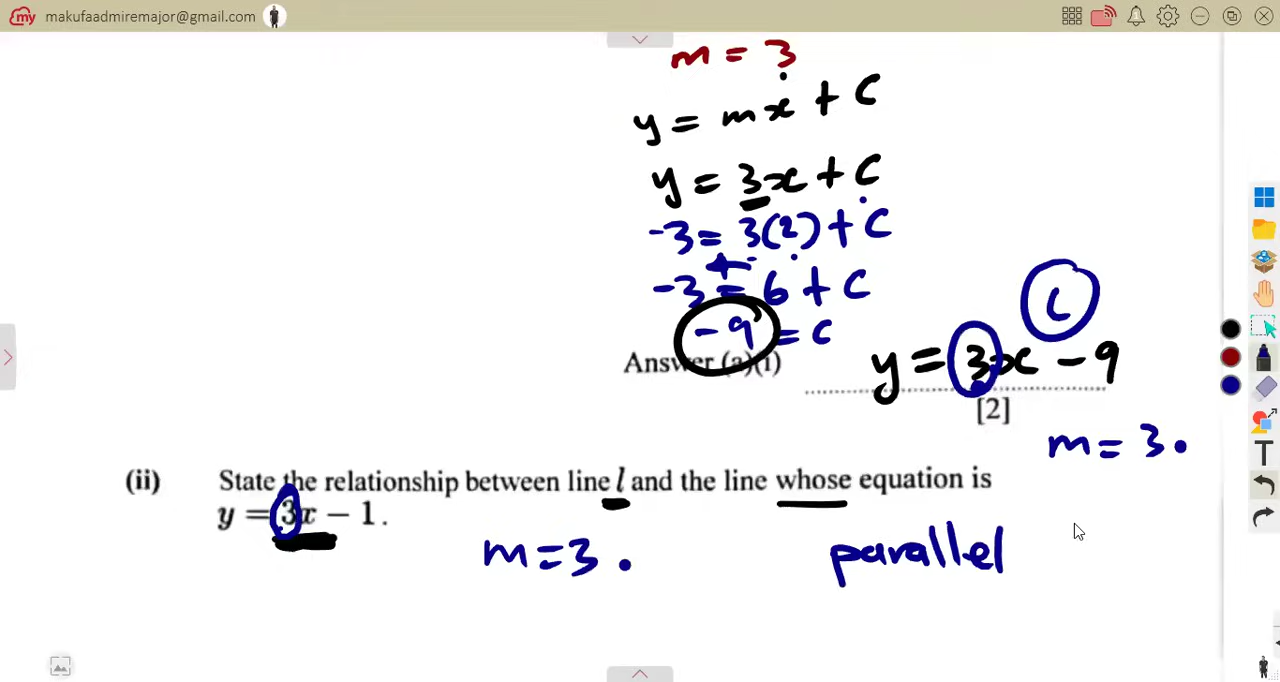 my makufaadmiremajor@gmail.com
m = 3
y = mx + c
y = 3x + c
-3 = 3(2) + c
-3 = 6 + c
-9 = c
c
Answer (a)(i) y = 3x - 9
[2]
m = 3.
(ii) State the relationship between line l and the line whose equation is
y = 3x − 1.
m = 3. parallel
T